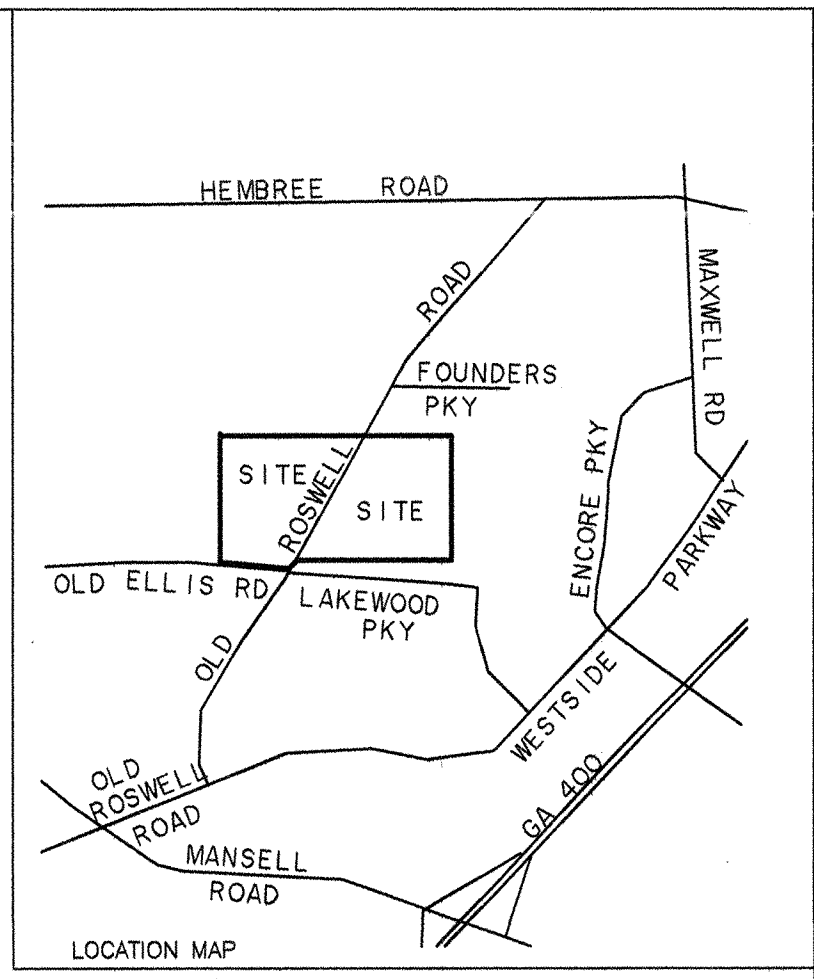 HEMBREE ROAD
ROAD
MAXWELL RD
FOUNDERS
PKY
ROSWELL
SITE
SITE
ENCORE PKY
PARKWAY
OLD ELLIS RD
LAKEWOOD
PKY
OLD
WESTSIDE
OLD
ROSWELL
ROAD
GA 400
MANSELL
ROAD
LOCATION MAP